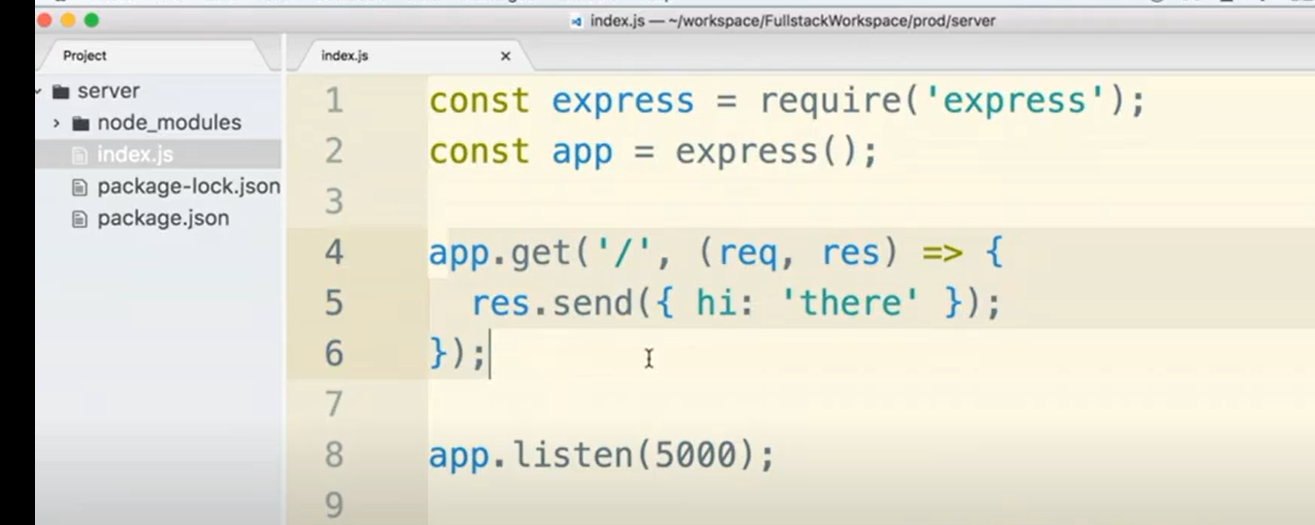 index.js — ~/workspace/FullstackWorkspace/prod/server
Project
index.js
server
node_modules
index.js
package-lock.json
package.json
1 const express = require('express');
2 const app = express();
3
4 app.get('/', (req, res) => {
5 res.send({ hi: 'there' });
6 });
7
8 app.listen(5000);
9